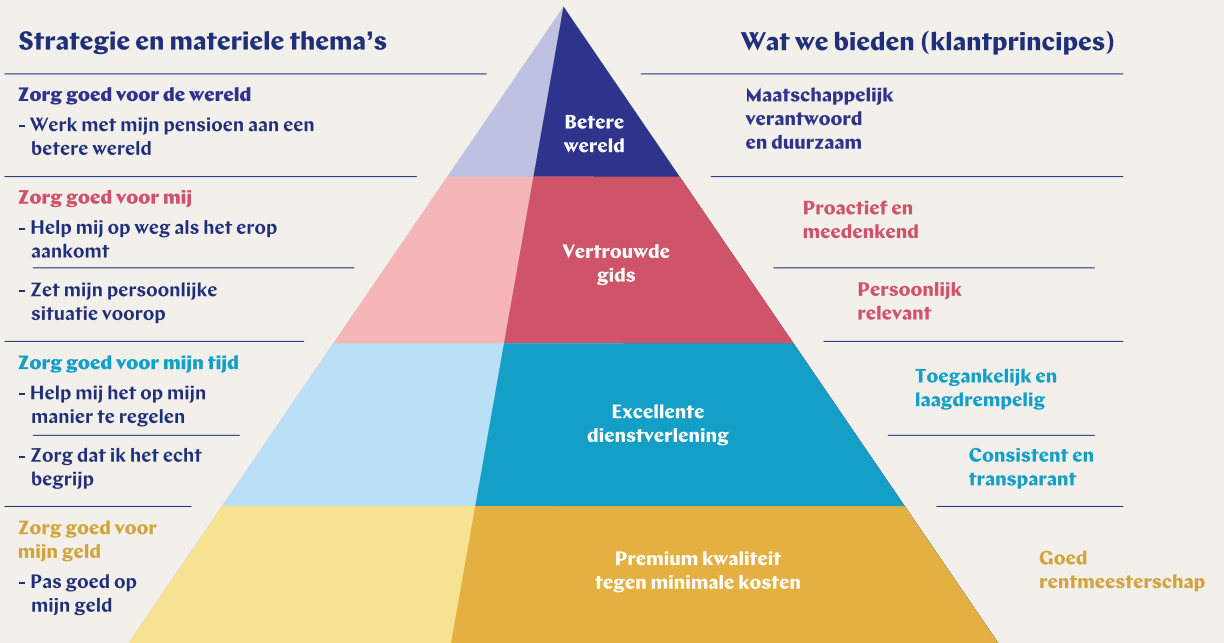 Strategie en materiele thema's
Zorg goed voor de wereld
- Werk met mijn pensioen aan een
betere wereld
Zorg goed voor mij
- Help mij op weg als het erop
aankomt
- Zet mijn persoonlijke
situatie voorop
Zorg goed voor mijn tijd
- Help mij het op mijn
manier te regelen
- Zorg dat ik het echt
begrijp
Zorg goed voor
mijn geld
- Pas goed op
mijn geld
Betere
wereld
Vertrouwde
gids
Excellente
dienstverlening
Premium kwaliteit
tegen minimale kosten
Wat we bieden (klantprincipes)
Maatschappelijk
verantwoord
en duurzaam
Proactief en
meedenkend
Persoonlijk
relevant
Toegankelijk en
laagdrempelig
Consistent en
transparant
Goed
rentmeesterschap